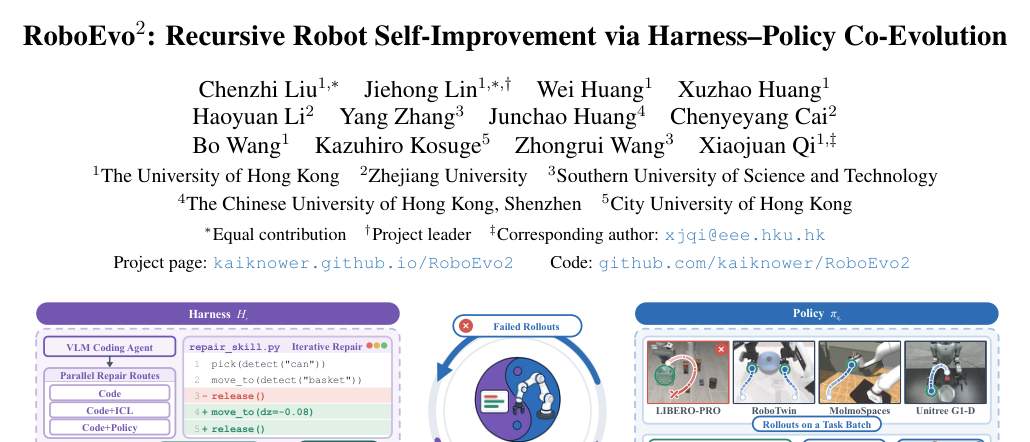 RoboEvo²: Recursive Robot Self-Improvement via Harness–Policy Co-Evolution
Chenzhi Liu¹,* Jiehong Lin¹,*,† Wei Huang¹ Xuzhao Huang¹
Haoyuan Li² Yang Zhang³ Junchao Huang⁴ Chenyeyang Cai²
Bo Wang¹ Kazuhiro Kosuge⁵ Zhongrui Wang³ Xiaojuan Qi¹,‡
¹The University of Hong Kong ²Zhejiang University ³Southern University of Science and Technology
⁴The Chinese University of Hong Kong, Shenzhen ⁵City University of Hong Kong
*Equal contribution †Project leader ‡Corresponding author: xjqi@eee.hku.hk
Project page: kaiknower.github.io/RoboEvo2 Code: github.com/kaiknower/RoboEvo2
Harness H
VLM Coding Agent
Parallel Repair Routes
Code
Code+ICL
Code+Policy
repair_skill.py Iterative Repair
1 pick(detect("can"))
2 move_to(detect("basket"))
3 - release()
4 + move_to(dz=-0.08)
5 + release()
Failed Rollouts
Policy π
LIBERO-PRO RoboTwin MolmoSpaces Unitree G1-D
Rollouts on a Task Batch